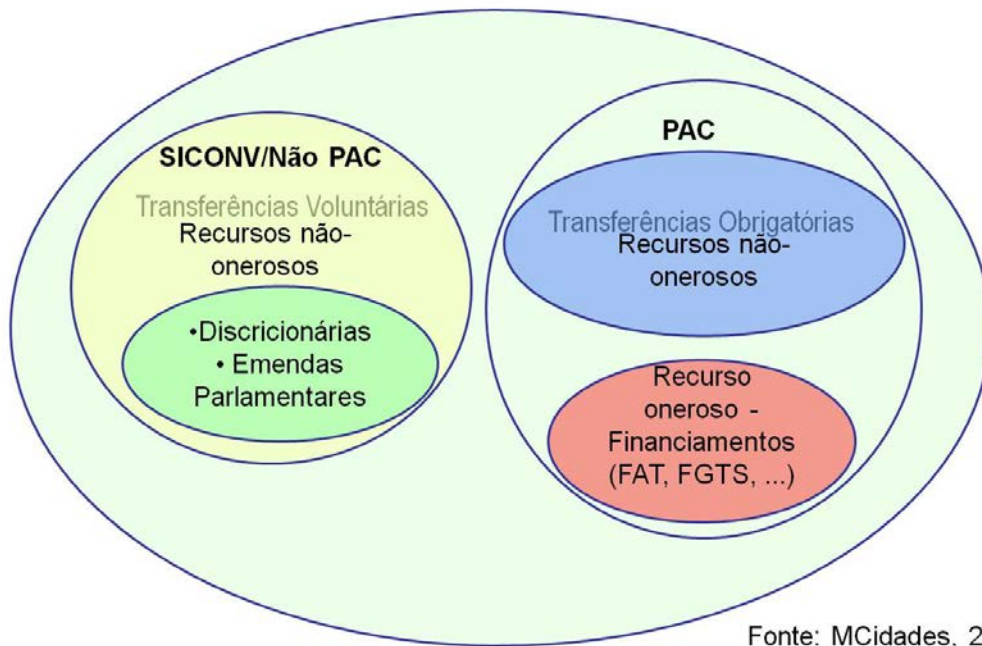 SICONV/Não PAC
Transferências Voluntárias
Recursos não-
onerosos
•Discricionárias
• Emendas
Parlamentares
PAC
Transferências Obrigatórias
Recursos não-
onerosos
Recurso
oneroso -
Financiamentos
(FAT, FGTS, ...)
Fonte: MCidades, 2